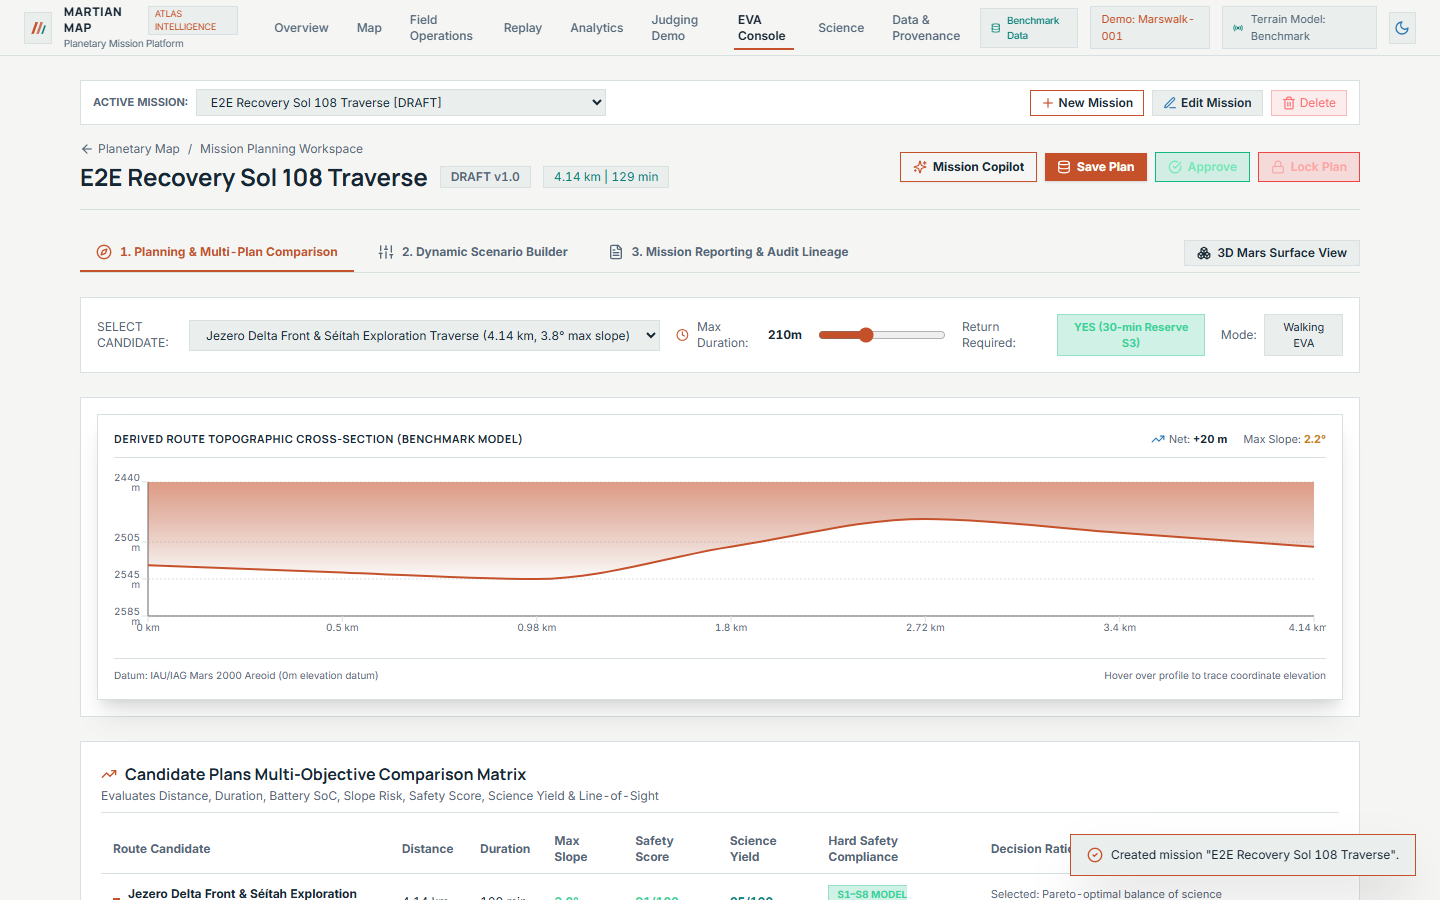 MARTIAN MAP
Planetary Mission Platform
ATLAS INTELLIGENCE
Overview
Map
Field Operations
Replay
Analytics
Judging Demo
EVA Console
Science
Data & Provenance
Benchmark Data
Demo: Marswalk-001
Terrain Model: Benchmark
ACTIVE MISSION:
E2E Recovery Sol 108 Traverse [DRAFT]
New Mission
Edit Mission
Delete
Planetary Map / Mission Planning Workspace
E2E Recovery Sol 108 Traverse
DRAFT v1.0
4.14 km | 129 min
Mission Copilot
Save Plan
Approve
Lock Plan
1. Planning & Multi-Plan Comparison
2. Dynamic Scenario Builder
3. Mission Reporting & Audit Lineage
3D Mars Surface View
SELECT CANDIDATE:
Jezero Delta Front & Séítah Exploration Traverse (4.14 km, 3.8° max slope)
Max Duration:
210m
Return Required:
YES (30-min Reserve S3)
Mode:
Walking EVA
DERIVED ROUTE TOPOGRAPHIC CROSS-SECTION (BENCHMARK MODEL)
Net: +20 m
Max Slope: 2.2°
2440 m
2505 m
2545 m
2585 m
0 km
0.5 km
0.98 km
1.8 km
2.72 km
3.4 km
4.14 km
Datum: IAU/IAG Mars 2000 Areoid (0m elevation datum)
Hover over profile to trace coordinate elevation
Candidate Plans Multi-Objective Comparison Matrix
Evaluates Distance, Duration, Battery SoC, Slope Risk, Safety Score, Science Yield & Line-of-Sight
Route Candidate
Distance
Duration
Max Slope
Safety Score
Science Yield
Hard Safety Compliance
Decision
Created mission "E2E Recovery Sol 108 Traverse".
Jezero Delta Front & Séítah Exploration
S1–S8 MODEL
Selected: Pareto-optimal balance of science